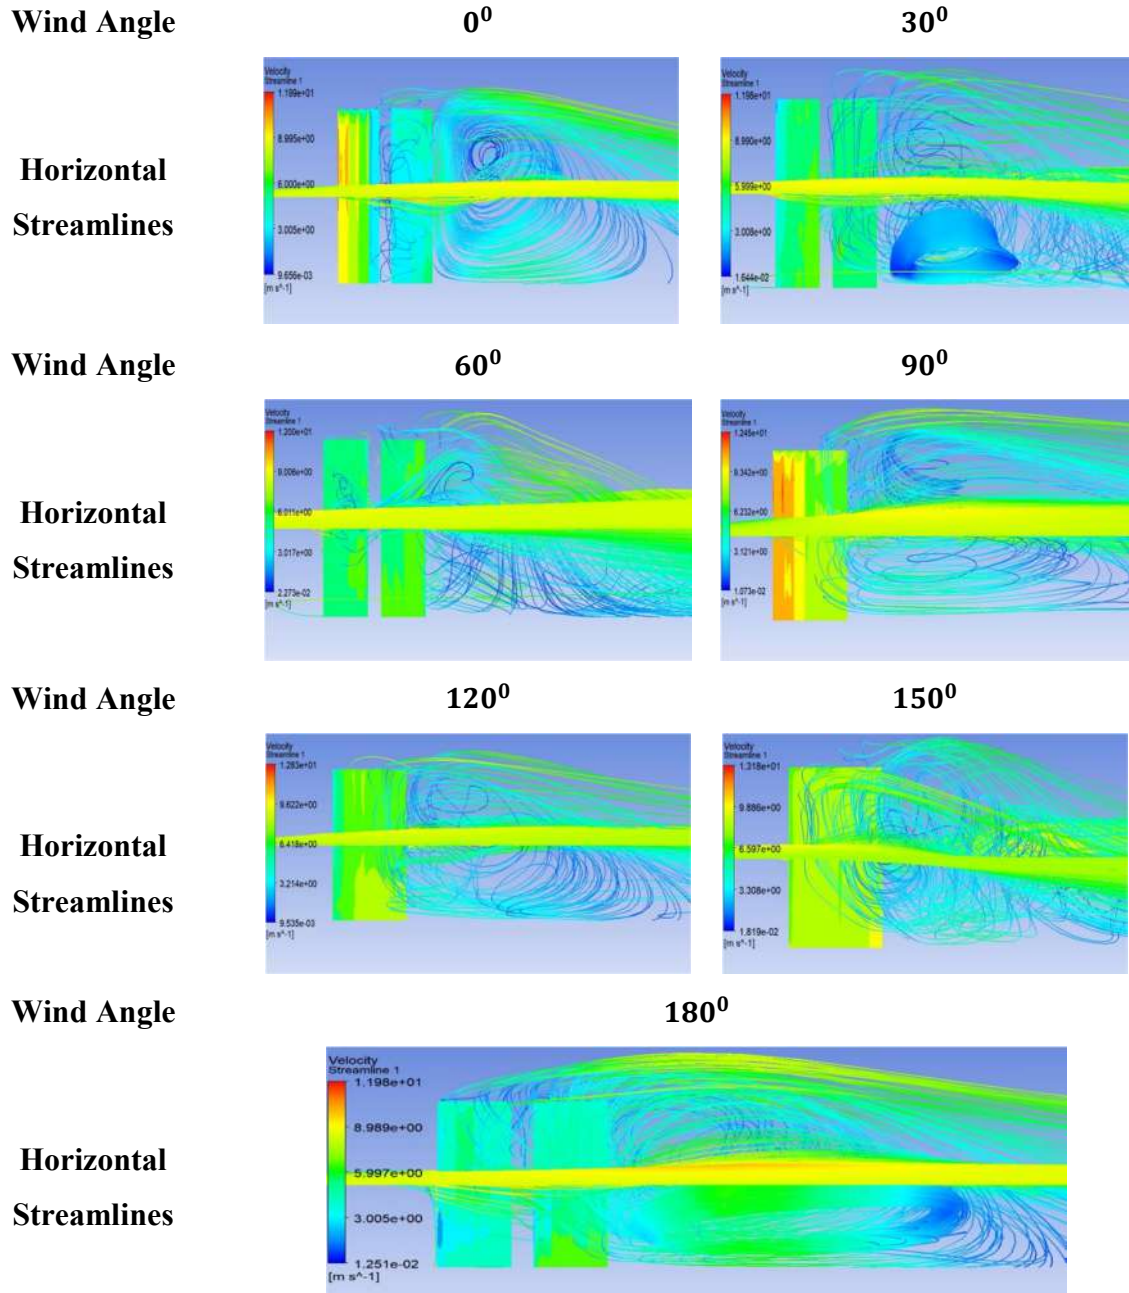 Wind Angle 0⁰ 30⁰
Velocity
Streamline 1
1.199e+01
8.995e+00
6.000e+00
3.005e+00
9.656e-03
[m s^-1]
Velocity
Streamline 1
1.198e+01
8.990e+00
5.999e+00
3.008e+00
1.644e-02
[m s^-1]
Horizontal
Streamlines
Wind Angle 60⁰ 90⁰
Velocity
Streamline 1
1.200e+01
9.006e+00
6.011e+00
3.017e+00
2.273e-02
[m s^-1]
Velocity
Streamline 1
1.245e+01
9.342e+00
6.232e+00
3.121e+00
1.073e-02
[m s^-1]
Horizontal
Streamlines
Wind Angle 120⁰ 150⁰
Velocity
Streamline 1
1.283e+01
9.622e+00
6.418e+00
3.214e+00
9.535e-03
[m s^-1]
Velocity
Streamline 1
1.318e+01
9.886e+00
6.597e+00
3.308e+00
1.819e-02
[m s^-1]
Horizontal
Streamlines
Wind Angle 180⁰
Velocity
Streamline 1
1.198e+01
8.989e+00
5.997e+00
3.005e+00
1.251e-02
[m s^-1]
Horizontal
Streamlines